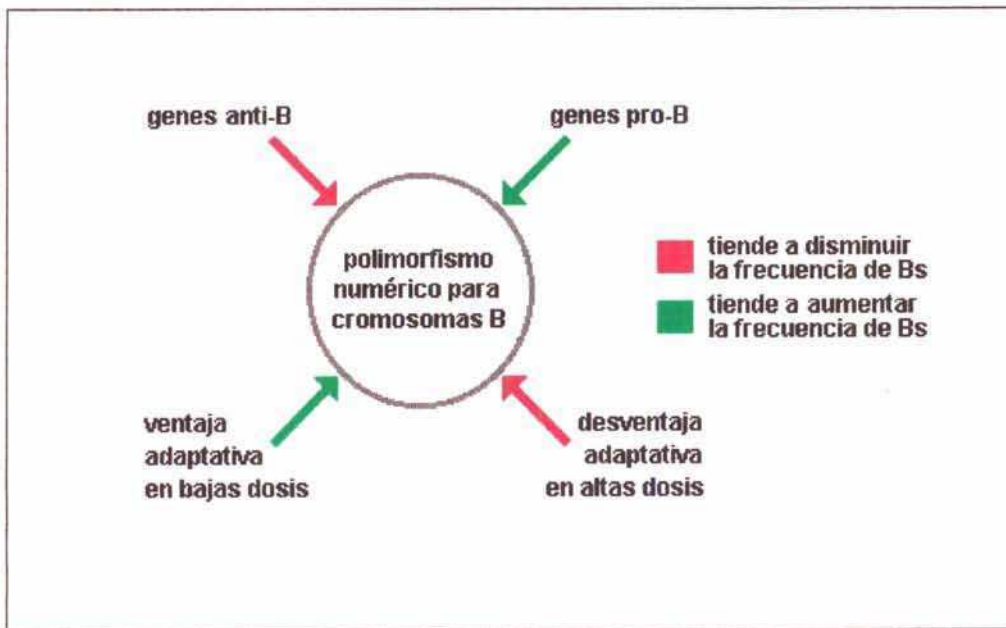 genes anti-B
genes pro-B
polimorfismo
numérico para
cromosomas B
tiende a disminuir
la frecuencia de Bs
tiende a aumentar
la frecuencia de Bs
ventaja
adaptativa
en bajas dosis
desventaja
adaptativa
en altas dosis